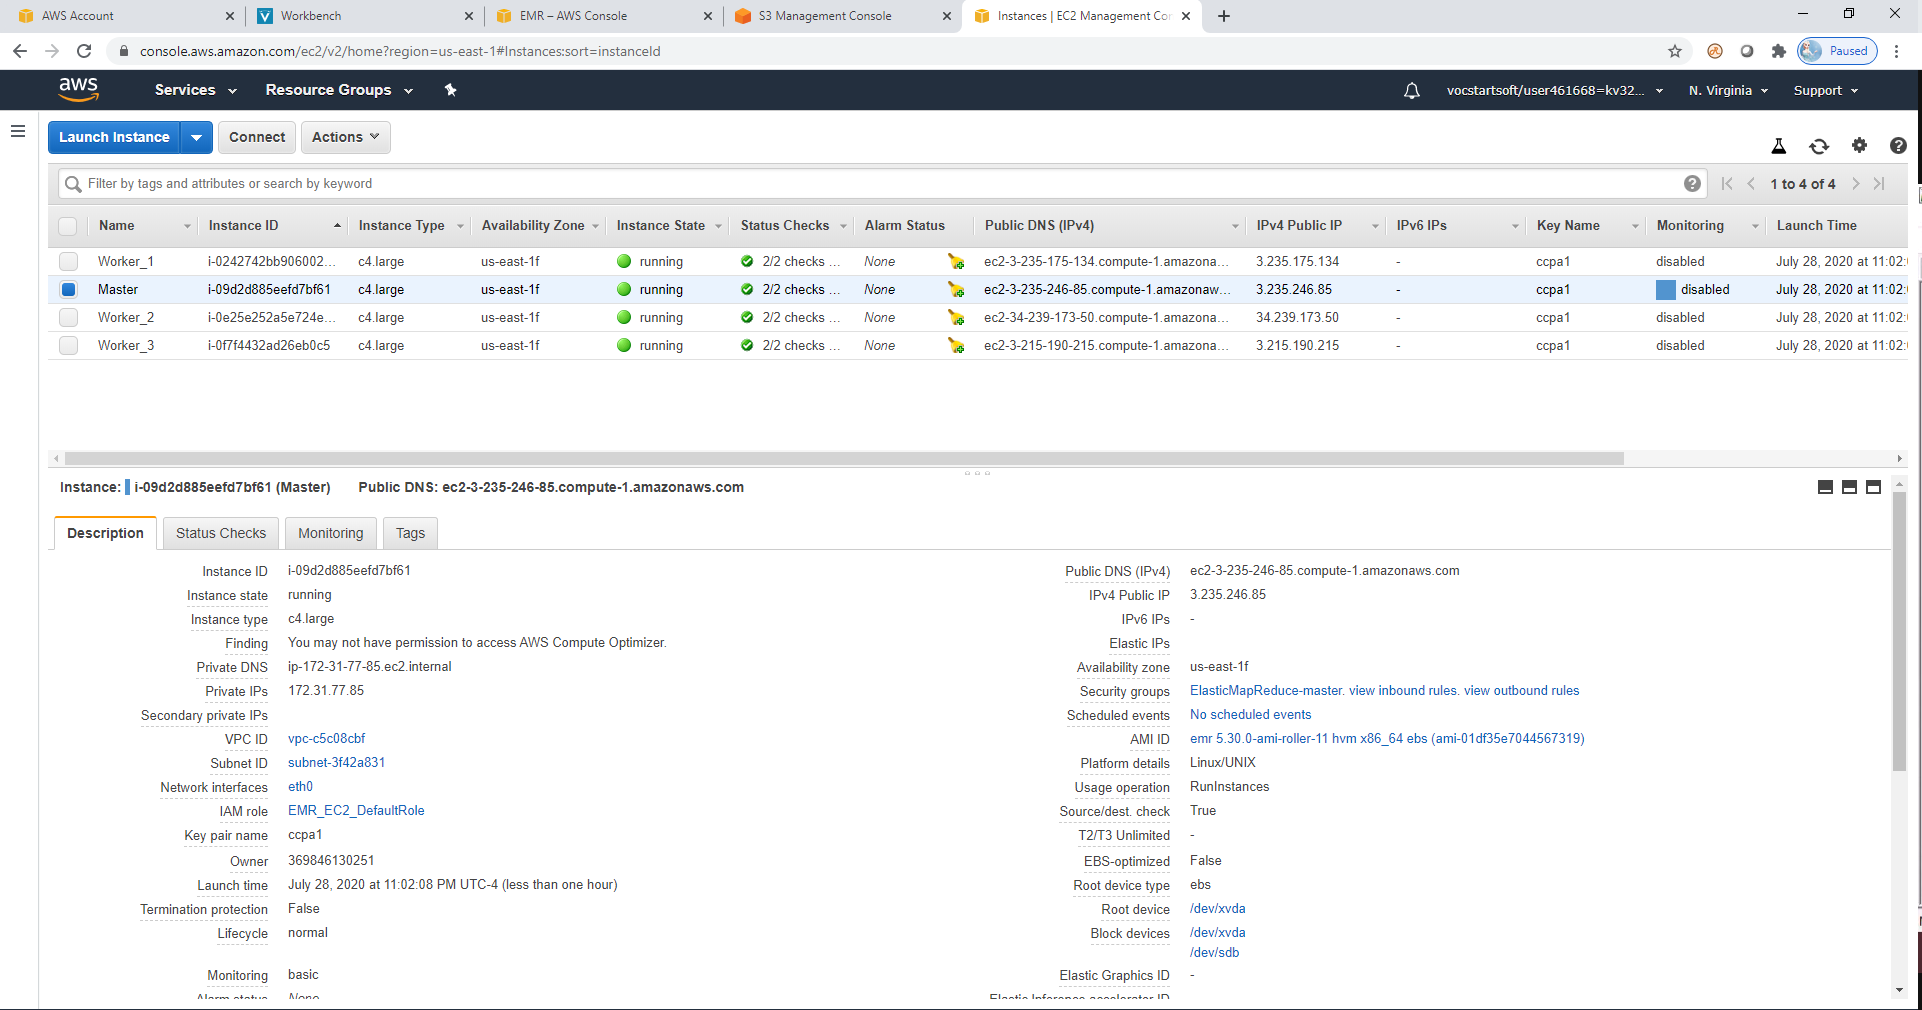 AWS Account
Workbench
EMR – AWS Console
S3 Management Console
Instances | EC2 Management Con
console.aws.amazon.com/ec2/v2/home?region=us-east-1#Instances:sort=instanceId
Paused
aws
Services
Resource Groups
vocstartsoft/user461668=kv32...
N. Virginia
Support
Launch Instance
Connect
Actions
Filter by tags and attributes or search by keyword
1 to 4 of 4
Name Instance ID Instance Type Availability Zone Instance State Status Checks Alarm Status Public DNS (IPv4) IPv4 Public IP IPv6 IPs Key Name Monitoring Launch Time
Worker_1 i-0242742bb906002... c4.large us-east-1f running 2/2 checks ... None ec2-3-235-175-134.compute-1.amazona... 3.235.175.134 - ccpa1 disabled July 28, 2020 at 11:02:
Master i-09d2d885eefd7bf61 c4.large us-east-1f running 2/2 checks ... None ec2-3-235-246-85.compute-1.amazonaw... 3.235.246.85 - ccpa1 disabled July 28, 2020 at 11:02:
Worker_2 i-0e25e252a5e724e... c4.large us-east-1f running 2/2 checks ... None ec2-34-239-173-50.compute-1.amazona... 34.239.173.50 - ccpa1 disabled July 28, 2020 at 11:02:
Worker_3 i-0f7f4432ad26eb0c5 c4.large us-east-1f running 2/2 checks ... None ec2-3-215-190-215.compute-1.amazona... 3.215.190.215 - ccpa1 disabled July 28, 2020 at 11:02:
Instance: i-09d2d885eefd7bf61 (Master) Public DNS: ec2-3-235-246-85.compute-1.amazonaws.com
Description
Status Checks
Monitoring
Tags
Instance ID i-09d2d885eefd7bf61
Instance state running
Instance type c4.large
Finding You may not have permission to access AWS Compute Optimizer.
Private DNS ip-172-31-77-85.ec2.internal
Private IPs 172.31.77.85
Secondary private IPs
VPC ID vpc-c5c08cbf
Subnet ID subnet-3f42a831
Network interfaces eth0
IAM role EMR_EC2_DefaultRole
Key pair name ccpa1
Owner 369846130251
Launch time July 28, 2020 at 11:02:08 PM UTC-4 (less than one hour)
Termination protection False
Lifecycle normal
Monitoring basic
Alarm status None
Public DNS (IPv4) ec2-3-235-246-85.compute-1.amazonaws.com
IPv4 Public IP 3.235.246.85
IPv6 IPs -
Elastic IPs
Availability zone us-east-1f
Security groups ElasticMapReduce-master. view inbound rules. view outbound rules
Scheduled events No scheduled events
AMI ID emr 5.30.0-ami-roller-11 hvm x86_64 ebs (ami-01df35e7044567319)
Platform details Linux/UNIX
Usage operation RunInstances
Source/dest. check True
T2/T3 Unlimited -
EBS-optimized False
Root device type ebs
Root device /dev/xvda
Block devices /dev/xvda
/dev/sdb
Elastic Graphics ID -
Elastic Inference accelerator ID